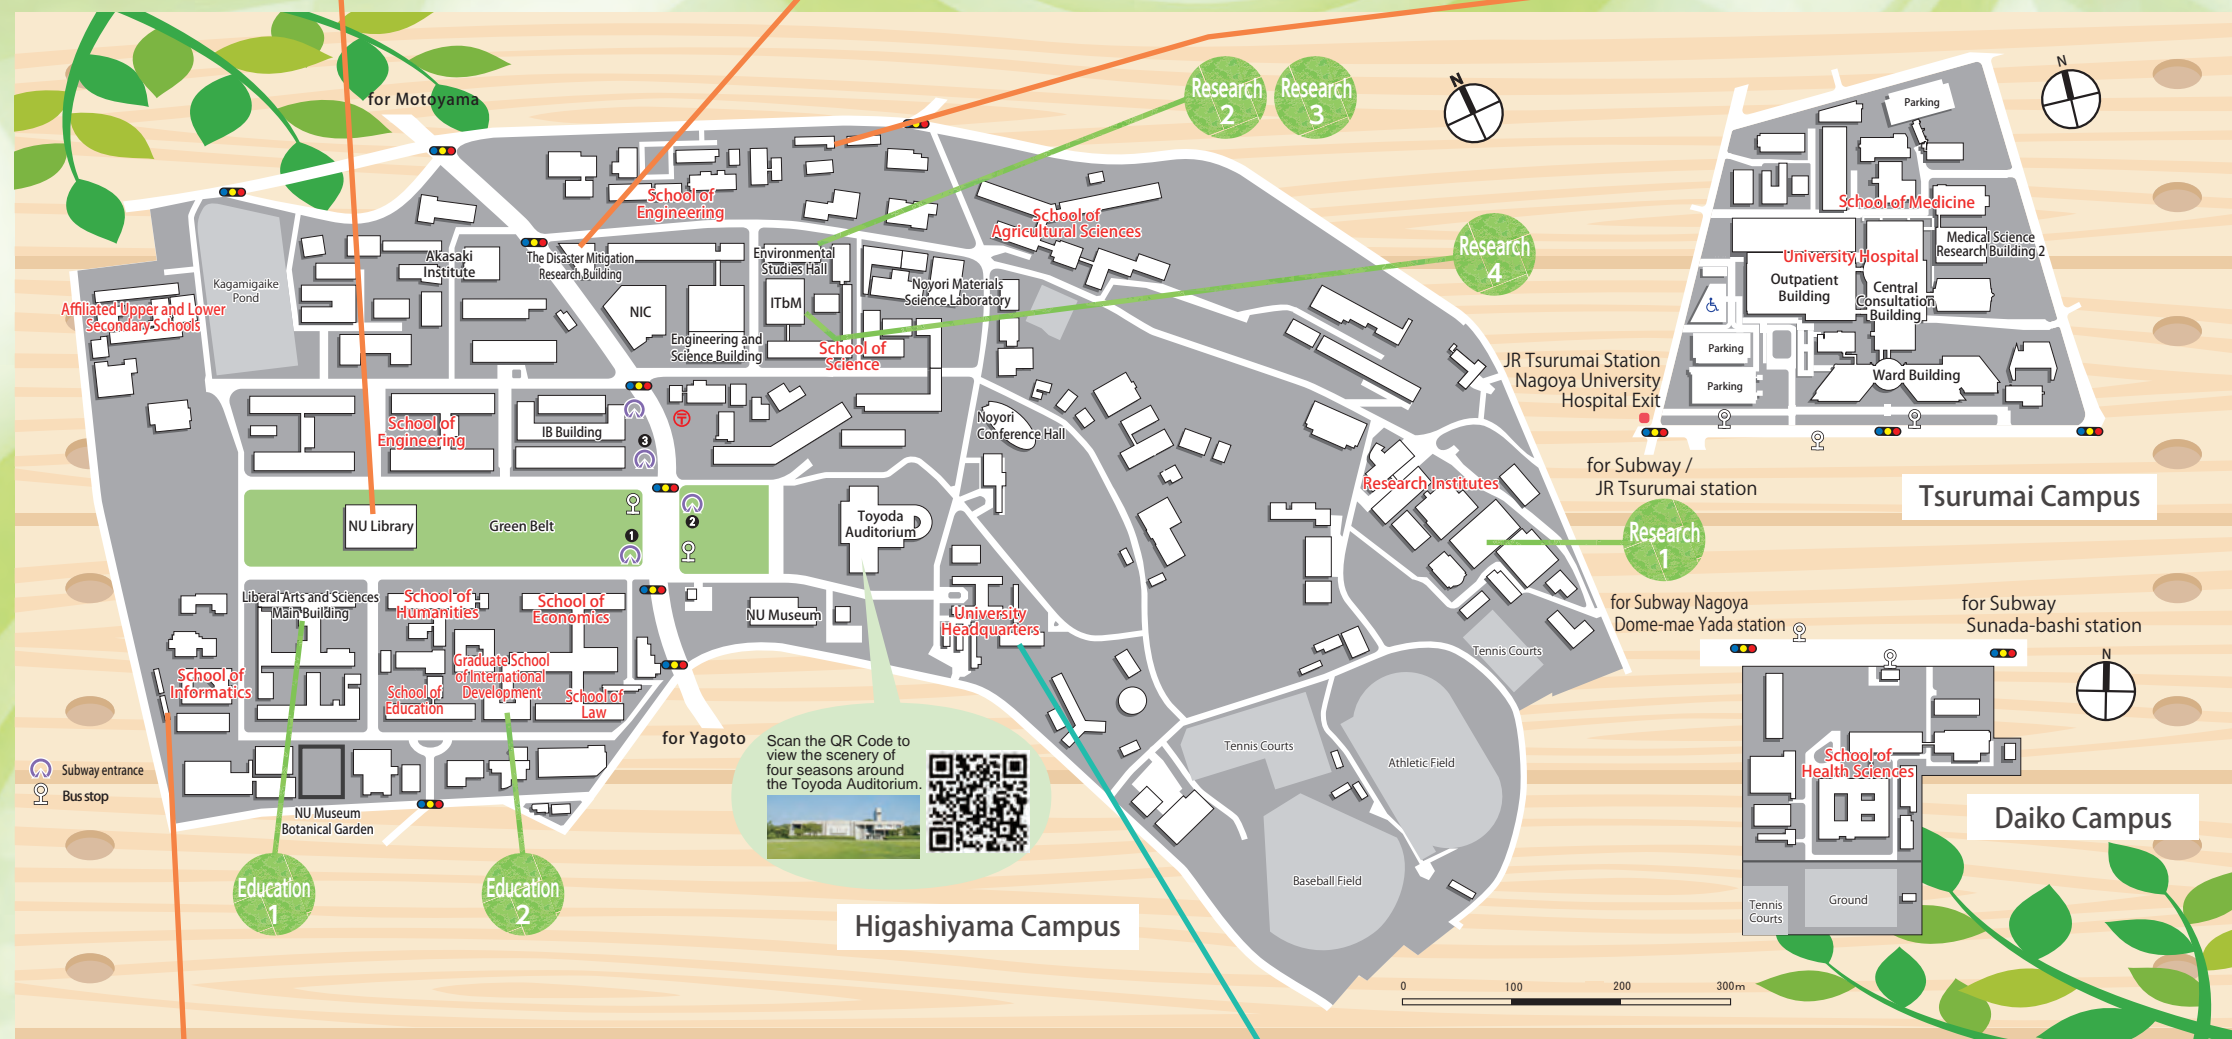 for Motoyama
Research
2
Research
3
N
N
Parking
School of
Engineering
School of
Agricultural Sciences
School of Medicine
Research
4
Akasaki
Institute
The Disaster Mitigation
Research Building
Environmental
Studies Hall
Medical Science
Research Building 2
University Hospital
Kagamigaike
Pond
Noyori Materials
Science Laboratory
Outpatient
Building
Central
Consultation
Building
Affiliated Upper and Lower
Secondary Schools
NIC
ITbM
Engineering and
Science Building
School of
Science
Parking
Parking
Ward Building
JR Tsurumai Station
Nagoya University
Hospital Exit
School of
Engineering
IB Building
3
〒
Noyori
Conference Hall
for Subway /
JR Tsurumai station
Tsurumai Campus
Research Institutes
NU Library
Green Belt
2
1
Toyoda
Auditorium
Research
1
Liberal Arts and Sciences
Main Building
School of
Humanities
School of
Economics
NU Museum
University
Headquarters
for Subway Nagoya
Dome-mae Yada station
for Subway
Sunada-bashi station
N
Tennis Courts
School of
Informatics
School of
Education
Graduate School
of International
Development
School of
Law
for Yagoto
Scan the QR Code to
view the scenery of
four seasons around
the Toyoda Auditorium.
Tennis Courts
Athletic Field
School of
Health Sciences
Subway entrance
Bus stop
NU Museum
Botanical Garden
Daiko Campus
Education
1
Education
2
Baseball Field
Higashiyama Campus
Tennis
Courts
Ground
0
100
200
300m